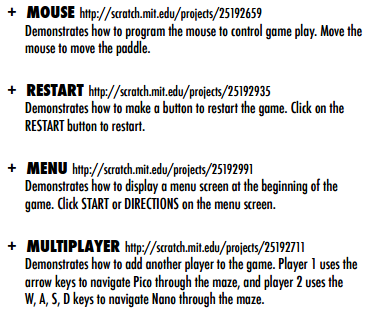 + MOUSE http://scratch.mit.edu/projects/25192659
Demonstrates how to program the mouse to control game play. Move the
mouse to move the paddle.
+ RESTART http://scratch.mit.edu/projects/25192935
Demonstrates how to make a button to restart the game. Click on the
RESTART button to restart.
+ MENU http://scratch.mit.edu/projects/25192991
Demonstrates how to display a menu screen at the beginning of the
game. Click START or DIRECTIONS on the menu screen.
+ MULTIPLAYER http://scratch.mit.edu/projects/25192711
Demonstrates how to add another player to the game. Player 1 uses the
arrow keys to navigate Pico through the maze, and player 2 uses the
W, A, S, D keys to navigate Nano through the maze.